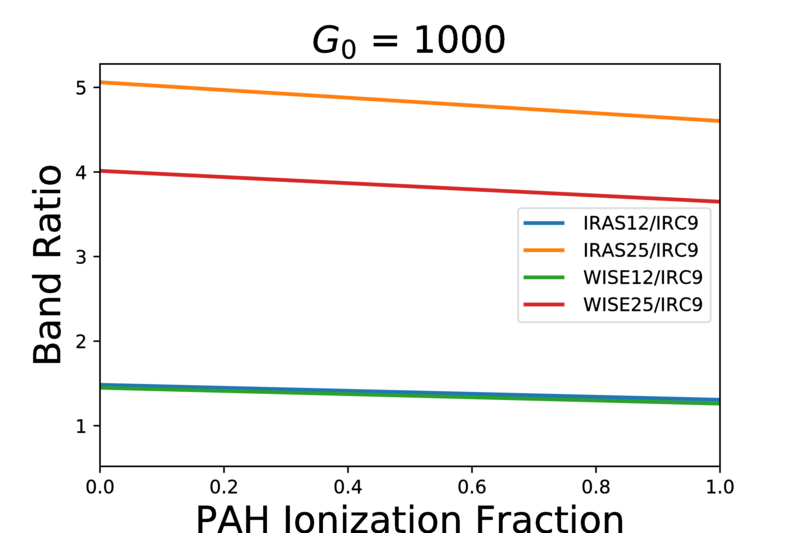 G₀ = 1000
Band Ratio
5
4
3
2
1
IRAS12/IRC9
IRAS25/IRC9
WISE12/IRC9
WISE25/IRC9
0.0 0.2 0.4 0.6 0.8 1.0
PAH Ionization Fraction